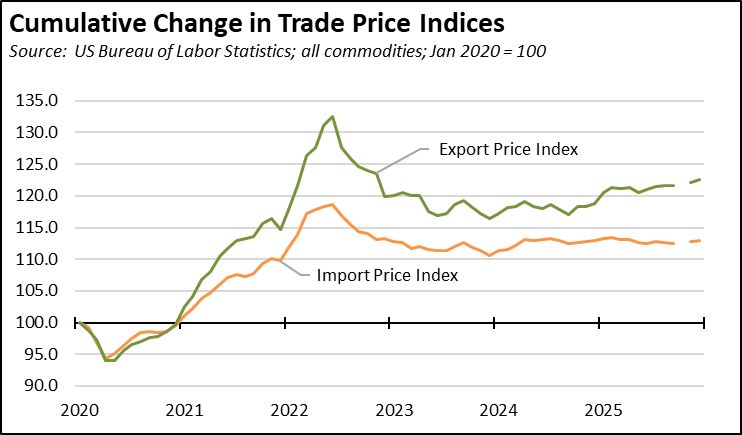 Cumulative Change in Trade Price Indices
Source:  US Bureau of Labor Statistics; all commodities; Jan 2020 = 100
135.0
130.0
125.0
120.0
115.0
110.0
105.0
100.0
95.0
90.0
Export Price Index
Import Price Index
2020 2021 2022 2023 2024 2025